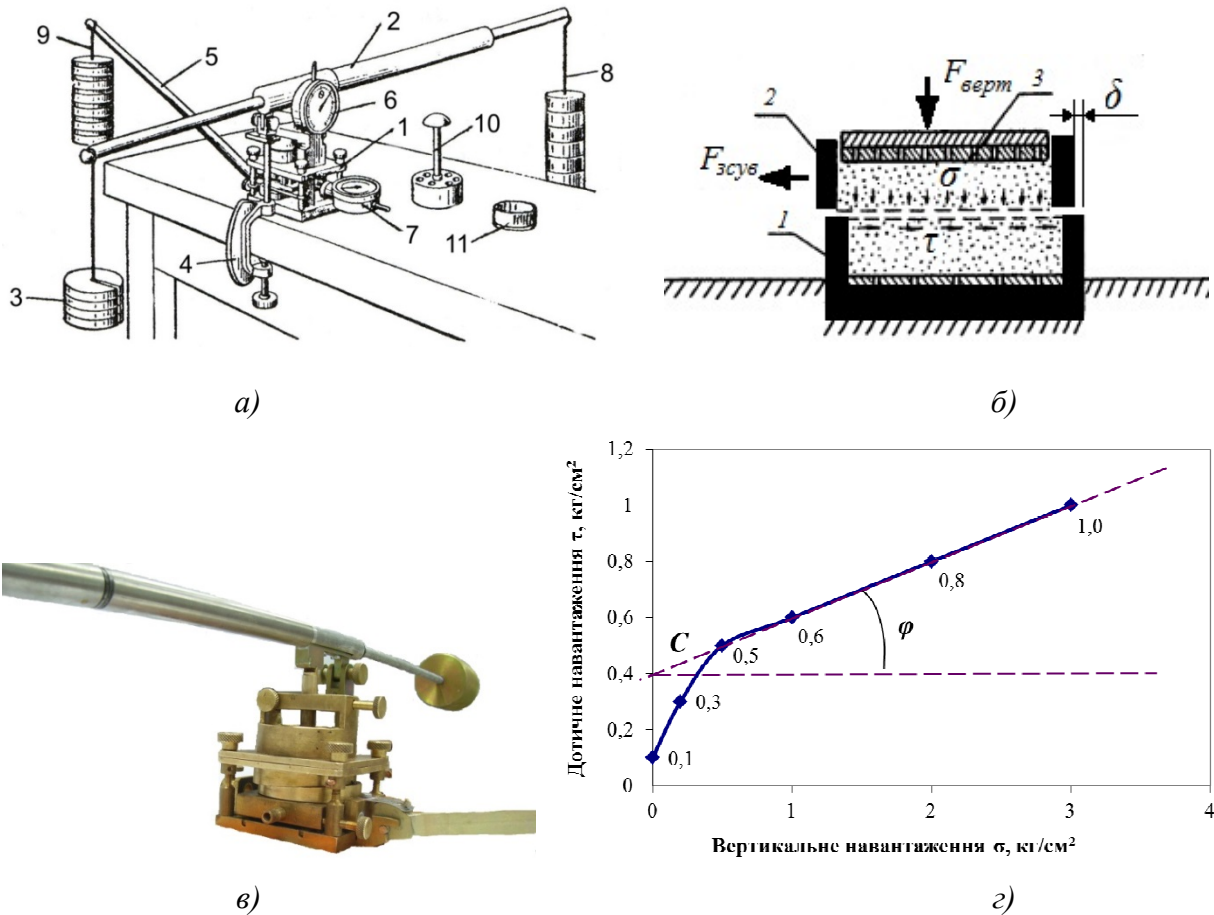 9
2
5
8
6
1
10
7
11
4
3
а)
2
Fверт
3
δ
Fзсув
σ
1
τ
б)
в)
Дотичне навантаження τ, кг/см²
1,2
1
0,8
0,6
0,4
0,2
0
C
φ
0,1
0,3
0,5
0,6
0,8
1,0
0 1 2 3 4
Вертикальне навантаження σ, кг/см²
г)